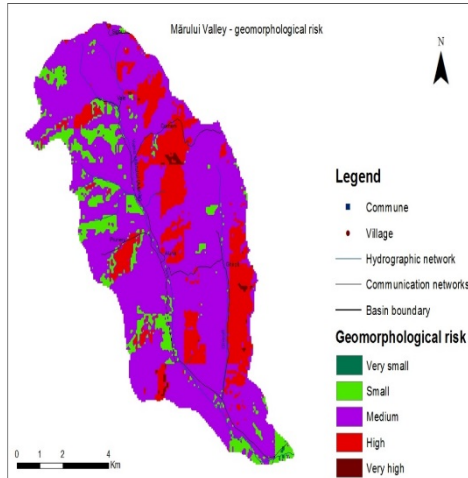 Mărului Valley - geomorphological risk
N
Legend
Commune
Village
Hydrographic network
Communication networks
Basin boundary
Geomorphological risk
Very small
Small
Medium
High
Very high
0 1 2 4
Km